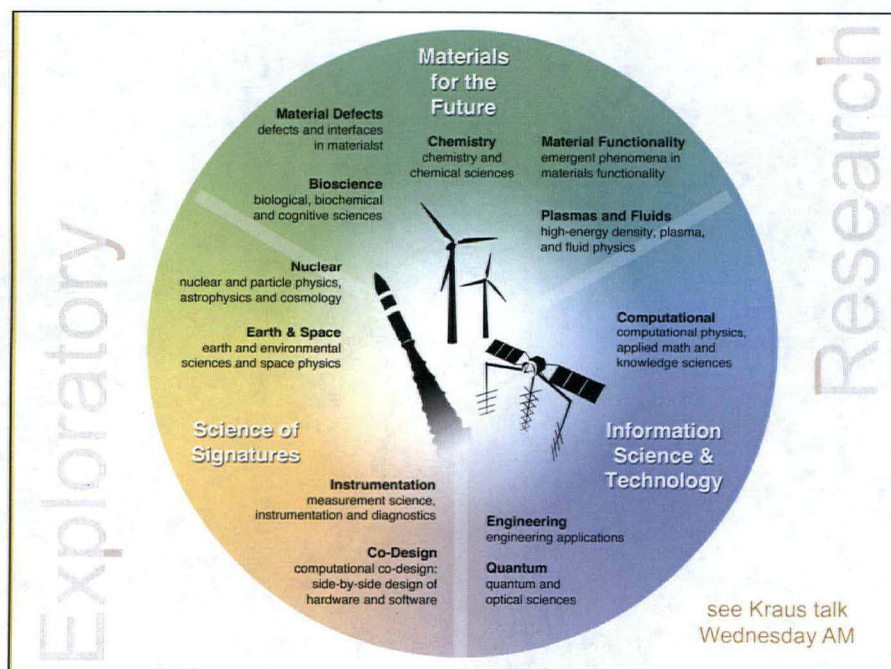 Exploratory
Research
Materials
for the
Future
Material Defects
defects and interfaces
in materialst
Chemistry
chemistry and
chemical sciences
Material Functionality
emergent phenomena in
materials functionality
Bioscience
biological, biochemical
and cognitive sciences
Plasmas and Fluids
high-energy density, plasma,
and fluid physics
Nuclear
nuclear and particle physics,
astrophysics and cosmology
Earth & Space
earth and environmental
sciences and space physics
Computational
computational physics,
applied math and
knowledge sciences
Science of
Signatures
Information
Science &
Technology
Instrumentation
measurement science,
instrumentation and diagnostics
Co-Design
computational co-design:
side-by-side design of
hardware and software
Engineering
engineering applications
Quantum
quantum and
optical sciences
see Kraus talk
Wednesday AM